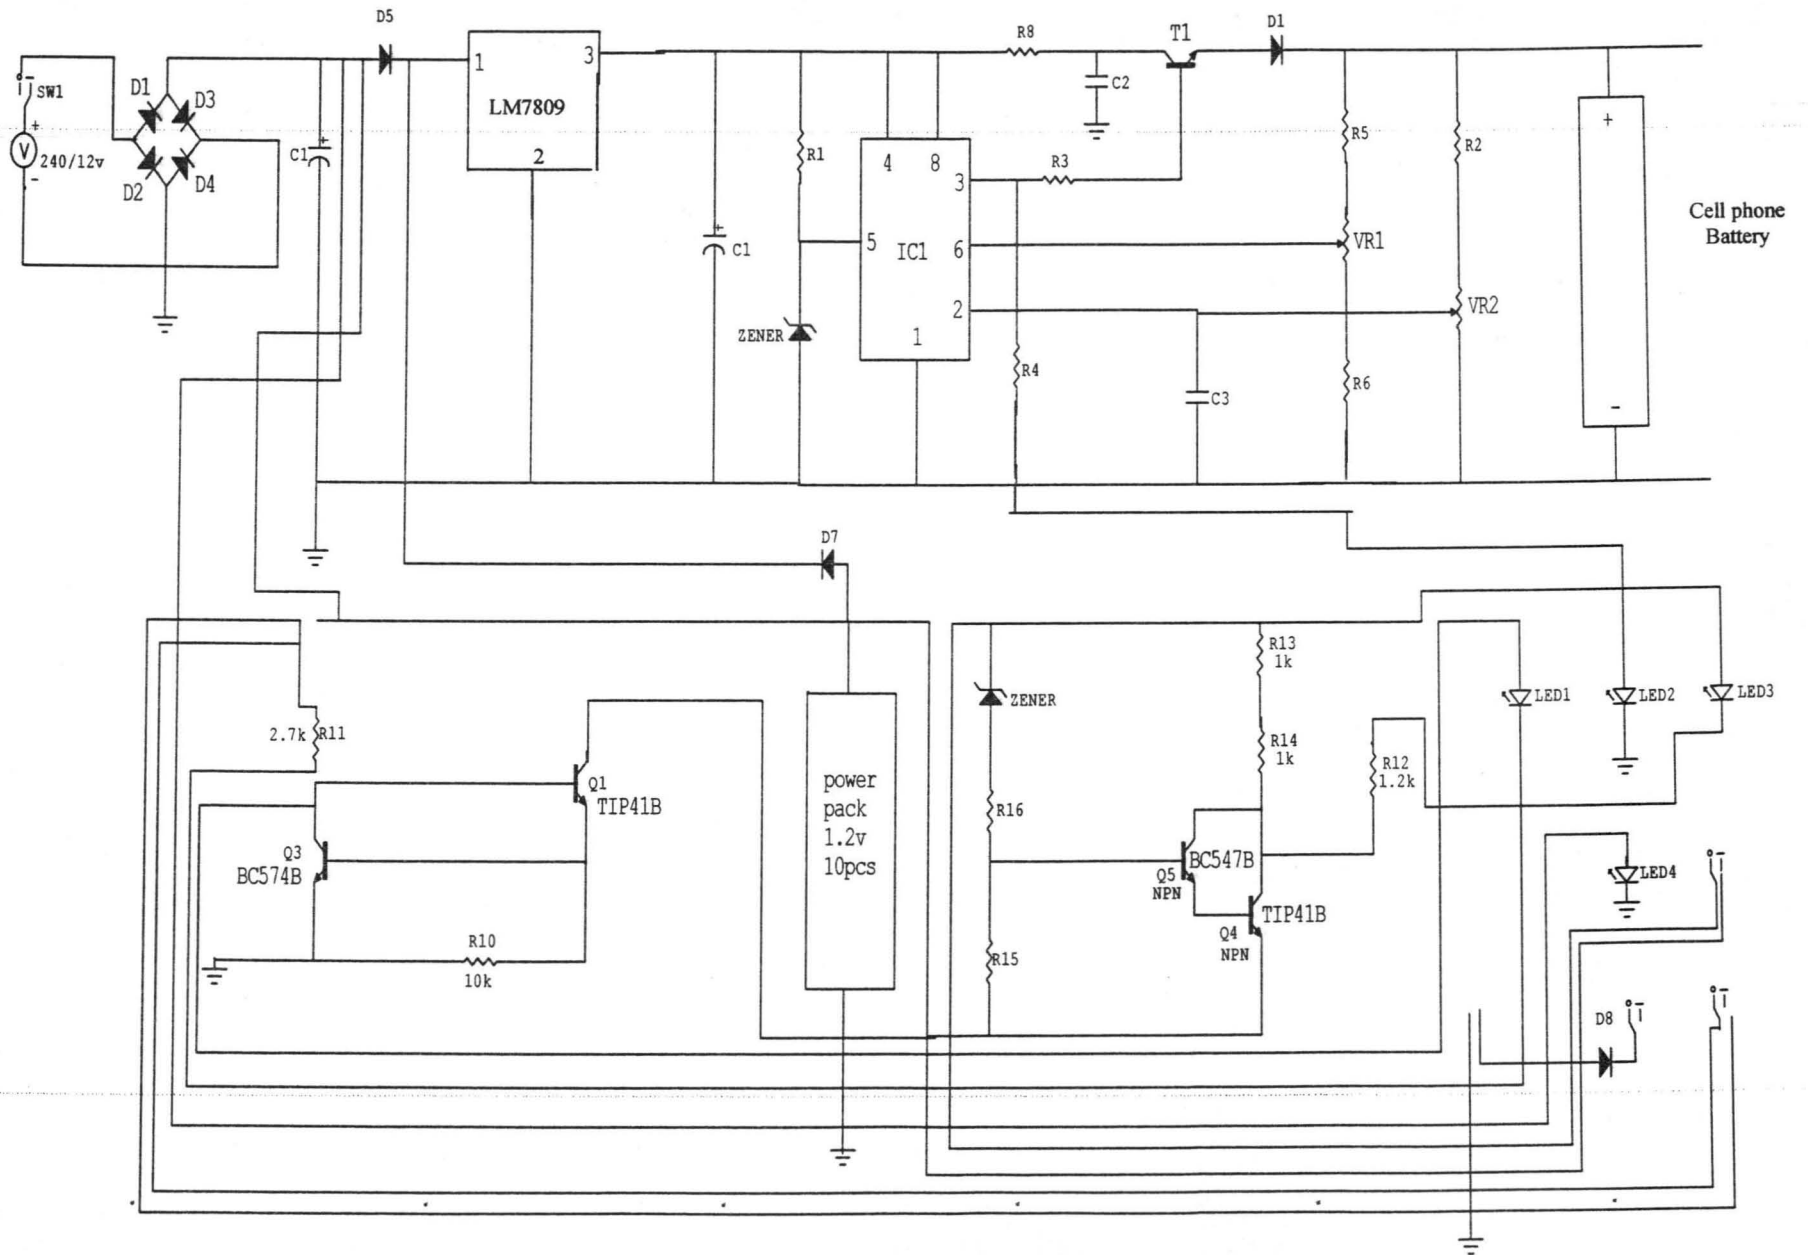 D5
SW1
+
V
-
240/12v
D1
D3
D2
D4
+
C1
1
3
LM7809
2
+
C1
R1
ZENER
4
8
3
5
6
IC1
2
1
R8
C2
T1
D1
R3
R4
C3
R5
VR1
R6
R2
VR2
+
-
Cell phone
Battery
D7
2.7k
R11
Q1
TIP41B
Q3
BC574B
R10
10k
power
pack
1.2v
10pcs
ZENER
R16
R15
R13
1k
R14
1k
R12
1.2k
BC547B
Q5
NPN
TIP41B
Q4
NPN
LED1
LED2
LED3
LED4
D8